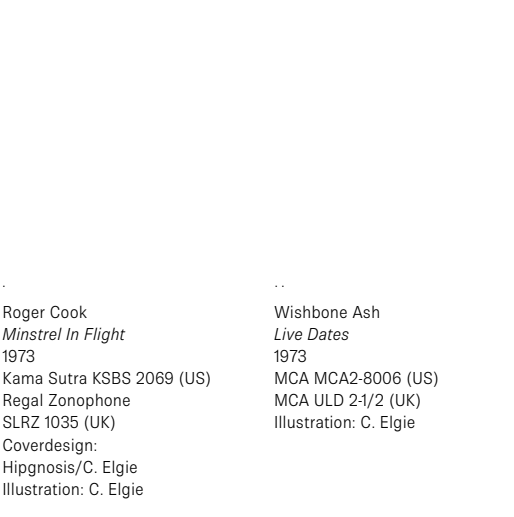 .
Roger Cook
Minstrel In Flight
1973
Kama Sutra KSBS 2069 (US)
Regal Zonophone
SLRZ 1035 (UK)
Coverdesign:
Hipgnosis/C. Elgie
Illustration: C. Elgie
. .
Wishbone Ash
Live Dates
1973
MCA MCA2-8006 (US)
MCA ULD 2-1/2 (UK)
Illustration: C. Elgie